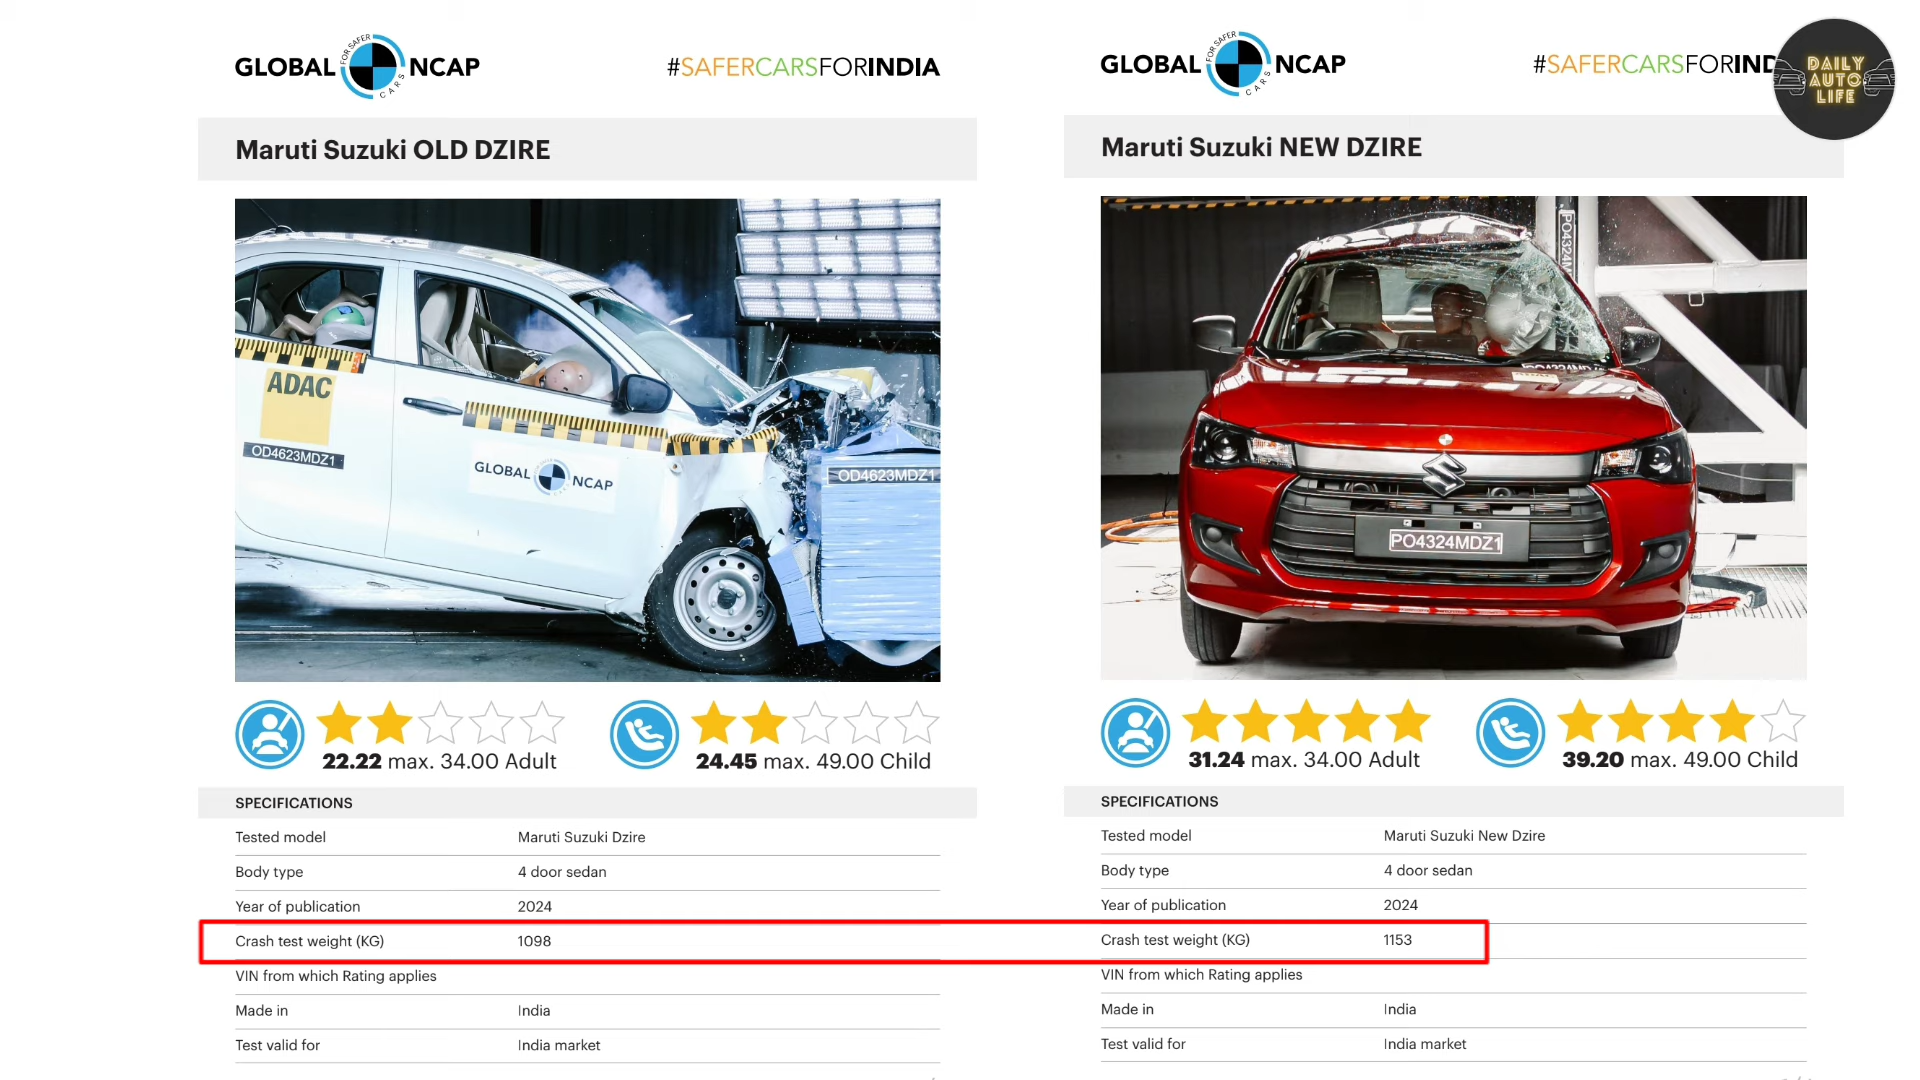 GLOBAL NCAP
FOR SAFER CARS
#SAFERCARSFORINDIA
Maruti Suzuki OLD DZIRE
ADAC
OD4623MDZ1
GLOBAL NCAP
OD4623MDZ1
22.22 max. 34.00 Adult
24.45 max. 49.00 Child
SPECIFICATIONS
Tested model Maruti Suzuki Dzire
Body type 4 door sedan
Year of publication 2024
Crash test weight (KG) 1098
VIN from which Rating applies
Made in India
Test valid for India market
GLOBAL NCAP
FOR SAFER CARS
#SAFERCARSFORIND
DAILY
AUTO
LIFE
Maruti Suzuki NEW DZIRE
PO4324MDZ1
31.24 max. 34.00 Adult
39.20 max. 49.00 Child
SPECIFICATIONS
Tested model Maruti Suzuki New Dzire
Body type 4 door sedan
Year of publication 2024
Crash test weight (KG) 1153
VIN from which Rating applies
Made in India
Test valid for India market